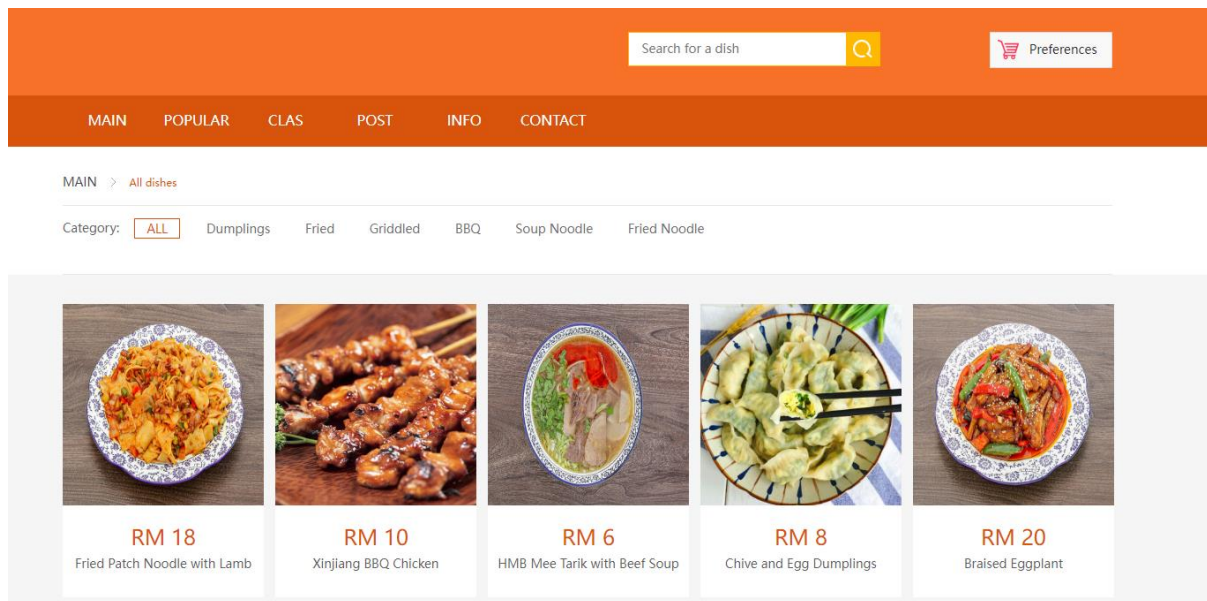 Search for a dish
Preferences
MAIN POPULAR CLAS POST INFO CONTACT
MAIN > All dishes
Category: ALL Dumplings Fried Griddled BBQ Soup Noodle Fried Noodle
RM 18
Fried Patch Noodle with Lamb
RM 10
Xinjiang BBQ Chicken
RM 6
HMB Mee Tarik with Beef Soup
RM 8
Chive and Egg Dumplings
RM 20
Braised Eggplant